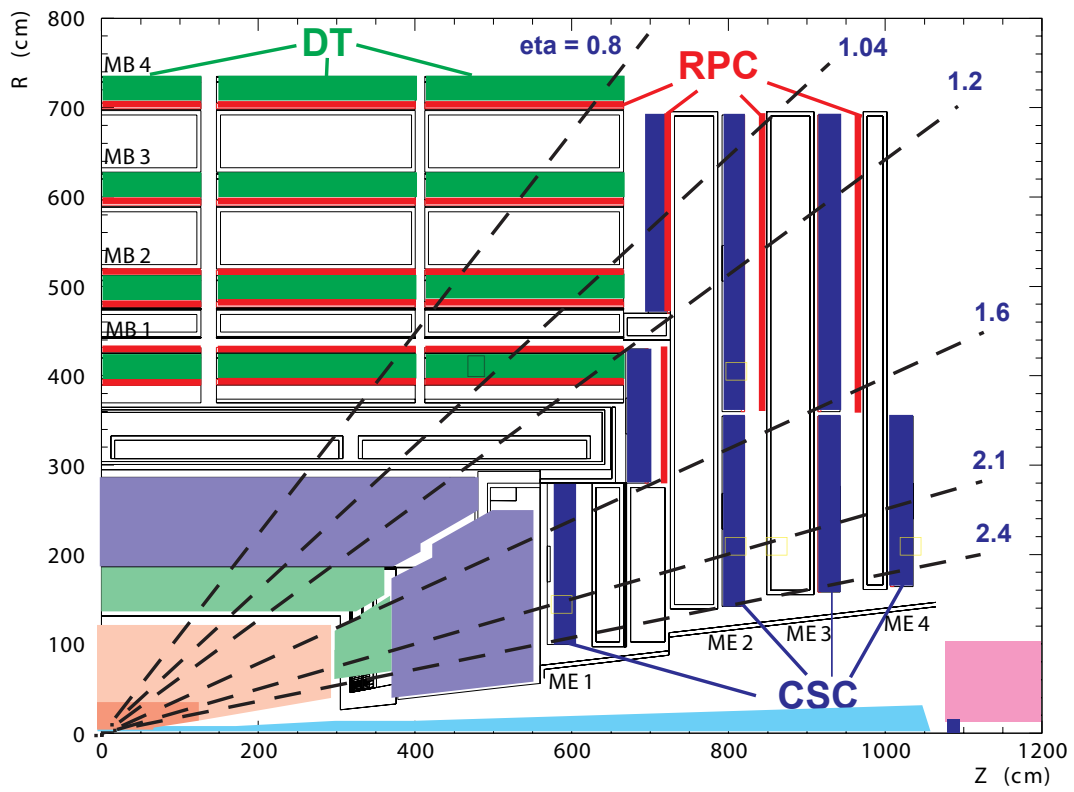 R (cm)
800
700
600
500
400
300
200
100
0
MB 4
MB 3
MB 2
MB 1
DT
eta = 0.8
RPC
1.04
1.2
1.6
2.1
2.4
ME 1
ME 2
ME 3
ME 4
CSC
0
200
400
600
800
1000
1200
Z (cm)